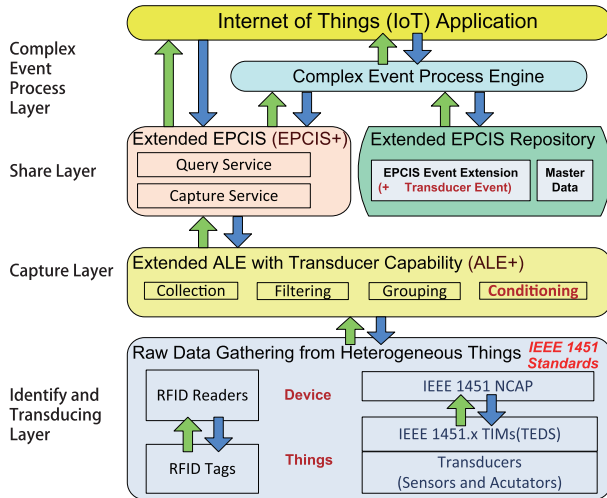 Internet of Things (IoT) Application
Complex
Event
Process
Layer
Complex Event Process Engine
Share Layer
Extended EPCIS (EPCIS+)
Query Service
Capture Service
Extended EPCIS Repository
EPCIS Event Extension
(+ Transducer Event)
Master
Data
Capture Layer
Extended ALE with Transducer Capability (ALE+)
Collection
Filtering
Grouping
Conditioning
Identify and
Transducing
Layer
Raw Data Gathering from Heterogeneous Things
IEEE 1451
Standards
RFID Readers
Device
IEEE 1451 NCAP
RFID Tags
Things
IEEE 1451.x TIMs(TEDS)
Transducers
(Sensors and Acutators)